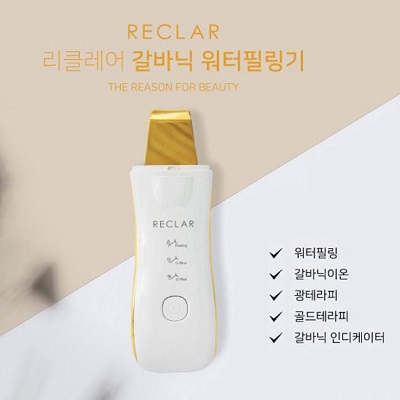 RECLAR
리클레어 갈바닉 워터필링기
THE REASON FOR BEAUTY
RECLAR
워터필링
갈바닉이온
광테라피
골드테라피
갈바닉 인디케이터